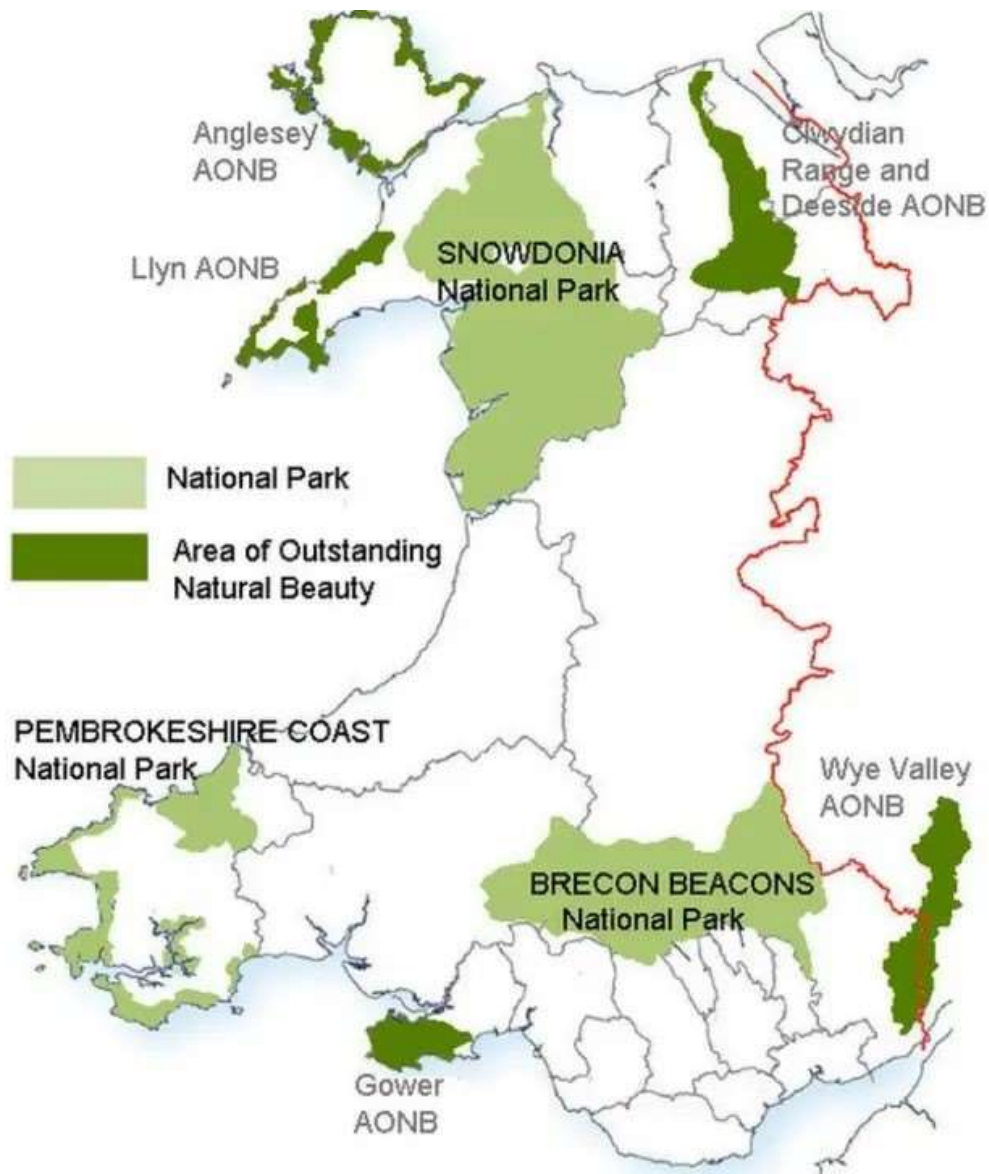 Anglesey
AONB
Clwydian
Range and
Deeside AONB
SNOWDONIA
National Park
Llyn AONB
National Park
Area of Outstanding
Natural Beauty
PEMBROKESHIRE COAST
National Park
Wye Valley
AONB
BRECON BEACONS
National Park
Gower
AONB